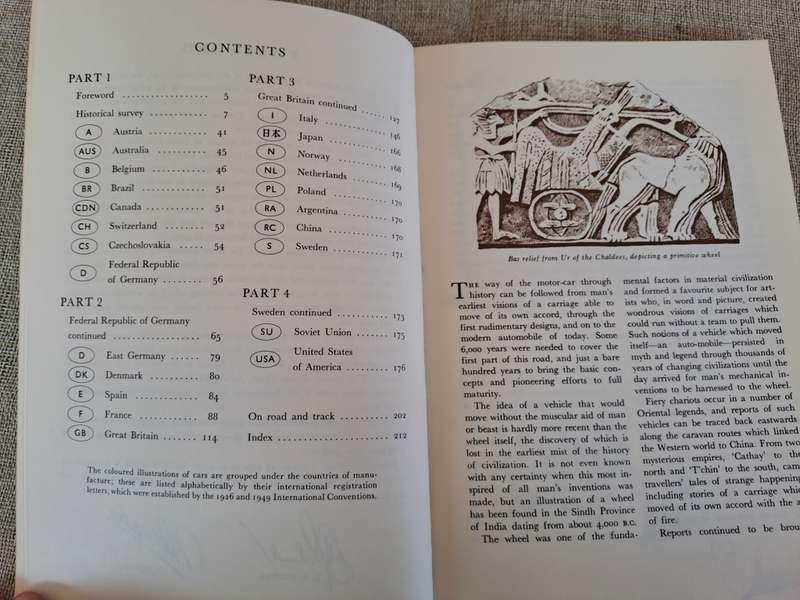 CONTENTS
PART 1
Foreword .................. 5
Historical survey ............. 7
A Austria ............ 41
AUS Australia .......... 45
B Belgium .......... 46
BR Brazil .............. 51
CDN Canada ............ 51
CH Switzerland ........ 52
CS Czechoslovakia ..... 54
D Federal Republic
of Germany ........ 56
PART 2
Federal Republic of Germany
continued ................ 65
D East Germany ...... 79
DK Denmark .......... 80
E Spain .............. 84
F France ............ 88
GB Great Britain ...... 114
PART 3
Great Britain continued ...... 127
I Italy .............. 
日本 Japan .............. 146
N Norway ............ 166
NL Netherlands ........ 168
PL Poland ............ 169
RA Argentina .......... 170
RC China .............. 170
S Sweden ............ 171
PART 4
Sweden continued ............ 173
SU Soviet Union ...... 175
USA United States
of America ........ 176
On road and track .......... 202
Index .................... 212
The coloured illustrations of cars are grouped under the countries of manu-
facture; these are listed alphabetically by their international registration
letters, which were established by the 1926 and 1949 International Conventions.
Bas relief from Ur of the Chaldees, depicting a primitive wheel
THE way of the motor-car through
history can be followed from man's
earliest visions of a carriage able to
move of its own accord, through the
first rudimentary designs, and on to the
modern automobile of today. Some
6,000 years were needed to cover the
first part of this road, and just a bare
hundred years to bring the basic con-
cepts and pioneering efforts to full
maturity.
The idea of a vehicle that would
move without the muscular aid of man
or beast is hardly more recent than the
wheel itself, the discovery of which is
lost in the earliest mist of the history
of civilization. It is not even known
with any certainty when this most in-
spired of all man's inventions was
made, but an illustration of a wheel
has been found in the Sindh Province
of India dating from about 4,000 B.C.
The wheel was one of the funda-
mental factors in material civilization
and formed a favourite subject for art-
ists who, in word and picture, created
wondrous visions of carriages which
could run without a team to pull them.
Such notions of a vehicle which moved
itself—an auto-mobile—persisted in
myth and legend through thousands of
years of changing civilizations until the
day arrived for man's mechanical in-
ventions to be harnessed to the wheel.
Fiery chariots occur in a number of
Oriental legends, and reports of such
vehicles can be traced back eastwards
along the caravan routes which linked
the Western world to China. From two
mysterious empires, 'Cathay' to the
north and 'T'chin' to the south, came
travellers' tales of strange happening
including stories of a carriage which
moved of its own accord with the a
of fire.
Reports continued to be brou